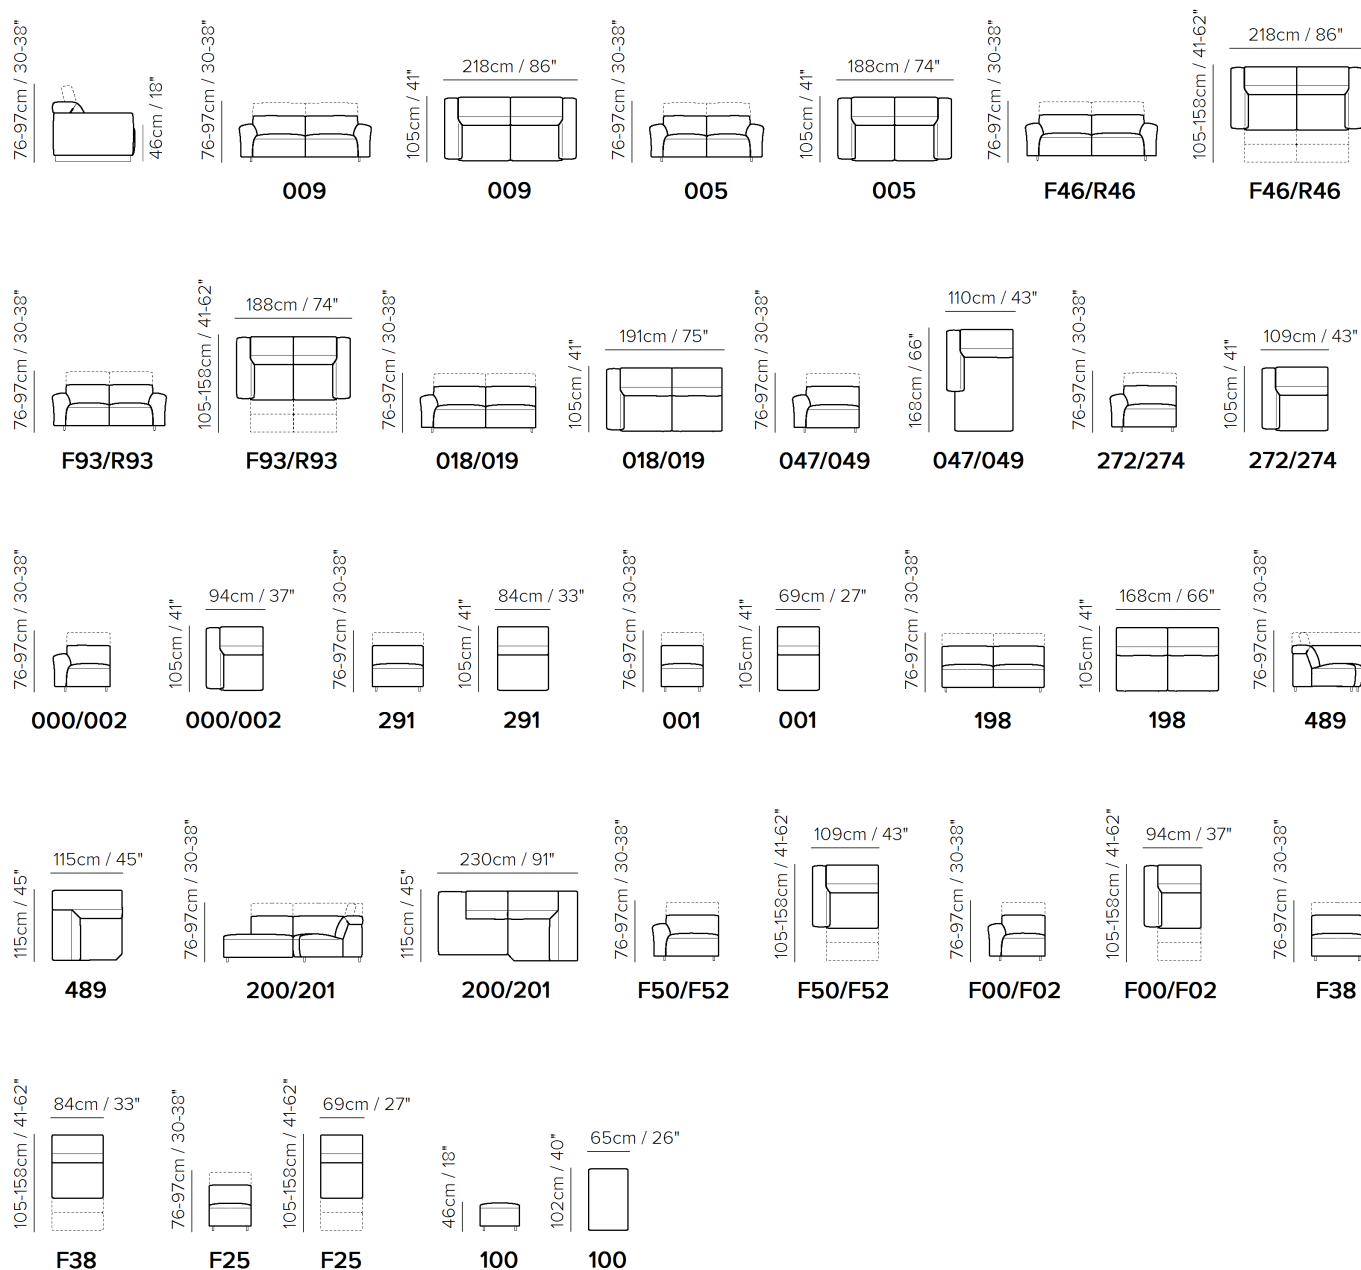 76-97cm / 30-38"
46cm / 18"
76-97cm / 30-38"
009
105cm / 41"
218cm / 86"
009
76-97cm / 30-38"
005
105cm / 41"
188cm / 74"
005
76-97cm / 30-38"
F46/R46
105-158cm / 41-62"
218cm / 86"
F46/R46
76-97cm / 30-38"
F93/R93
105-158cm / 41-62"
188cm / 74"
F93/R93
76-97cm / 30-38"
018/019
105cm / 41"
191cm / 75"
018/019
76-97cm / 30-38"
047/049
168cm / 66"
110cm / 43"
047/049
76-97cm / 30-38"
272/274
105cm / 41"
109cm / 43"
272/274
76-97cm / 30-38"
000/002
105cm / 41"
94cm / 37"
000/002
76-97cm / 30-38"
291
105cm / 41"
84cm / 33"
291
76-97cm / 30-38"
001
105cm / 41"
69cm / 27"
001
76-97cm / 30-38"
198
105cm / 41"
168cm / 66"
198
76-97cm / 30-38"
489
115cm / 45"
115cm / 45"
489
76-97cm / 30-38"
200/201
115cm / 45"
230cm / 91"
200/201
76-97cm / 30-38"
F50/F52
105-158cm / 41-62"
109cm / 43"
F50/F52
76-97cm / 30-38"
F00/F02
105-158cm / 41-62"
94cm / 37"
F00/F02
76-97cm / 30-38"
F38
105-158cm / 41-62"
84cm / 33"
F38
76-97cm / 30-38"
F25
105-158cm / 41-62"
69cm / 27"
F25
46cm / 18"
100
102cm / 40"
65cm / 26"
100